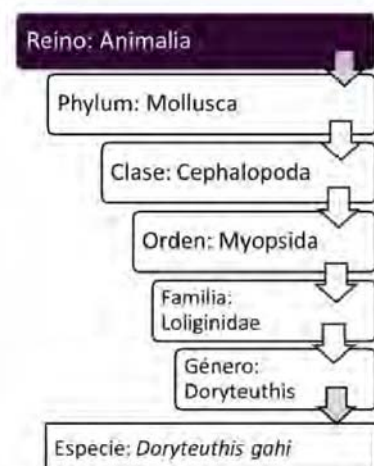 Reino: Animalia
Phylum: Mollusca
Clase: Cephalopoda
Orden: Myopsida
Familia:
Loliginidae
Género:
Doryteuthis
Especie: Doryteuthis gahi